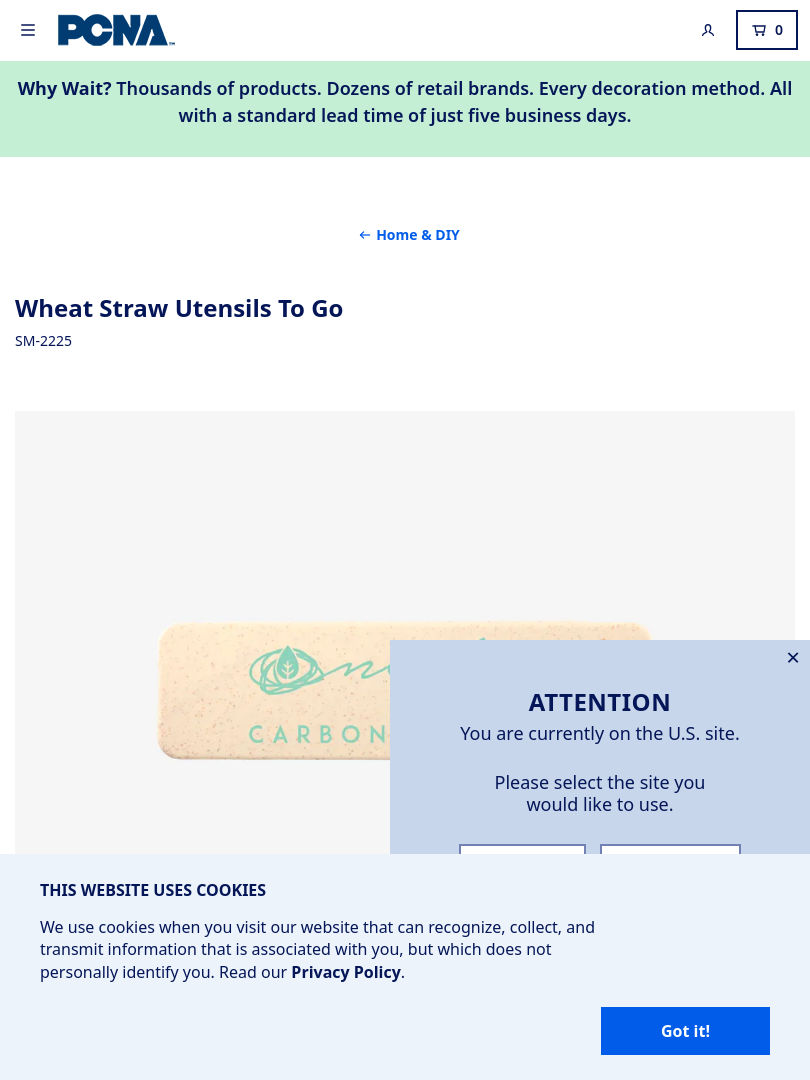 PCNA
0
Why Wait? Thousands of products. Dozens of retail brands. Every decoration method. All
with a standard lead time of just five business days.
Home & DIY
Wheat Straw Utensils To Go
SM-2225
CARBON
ATTENTION
You are currently on the U.S. site.
Please select the site you
would like to use.
THIS WEBSITE USES COOKIES
We use cookies when you visit our website that can recognize, collect, and
transmit information that is associated with you, but which does not
personally identify you. Read our Privacy Policy.
Got it!